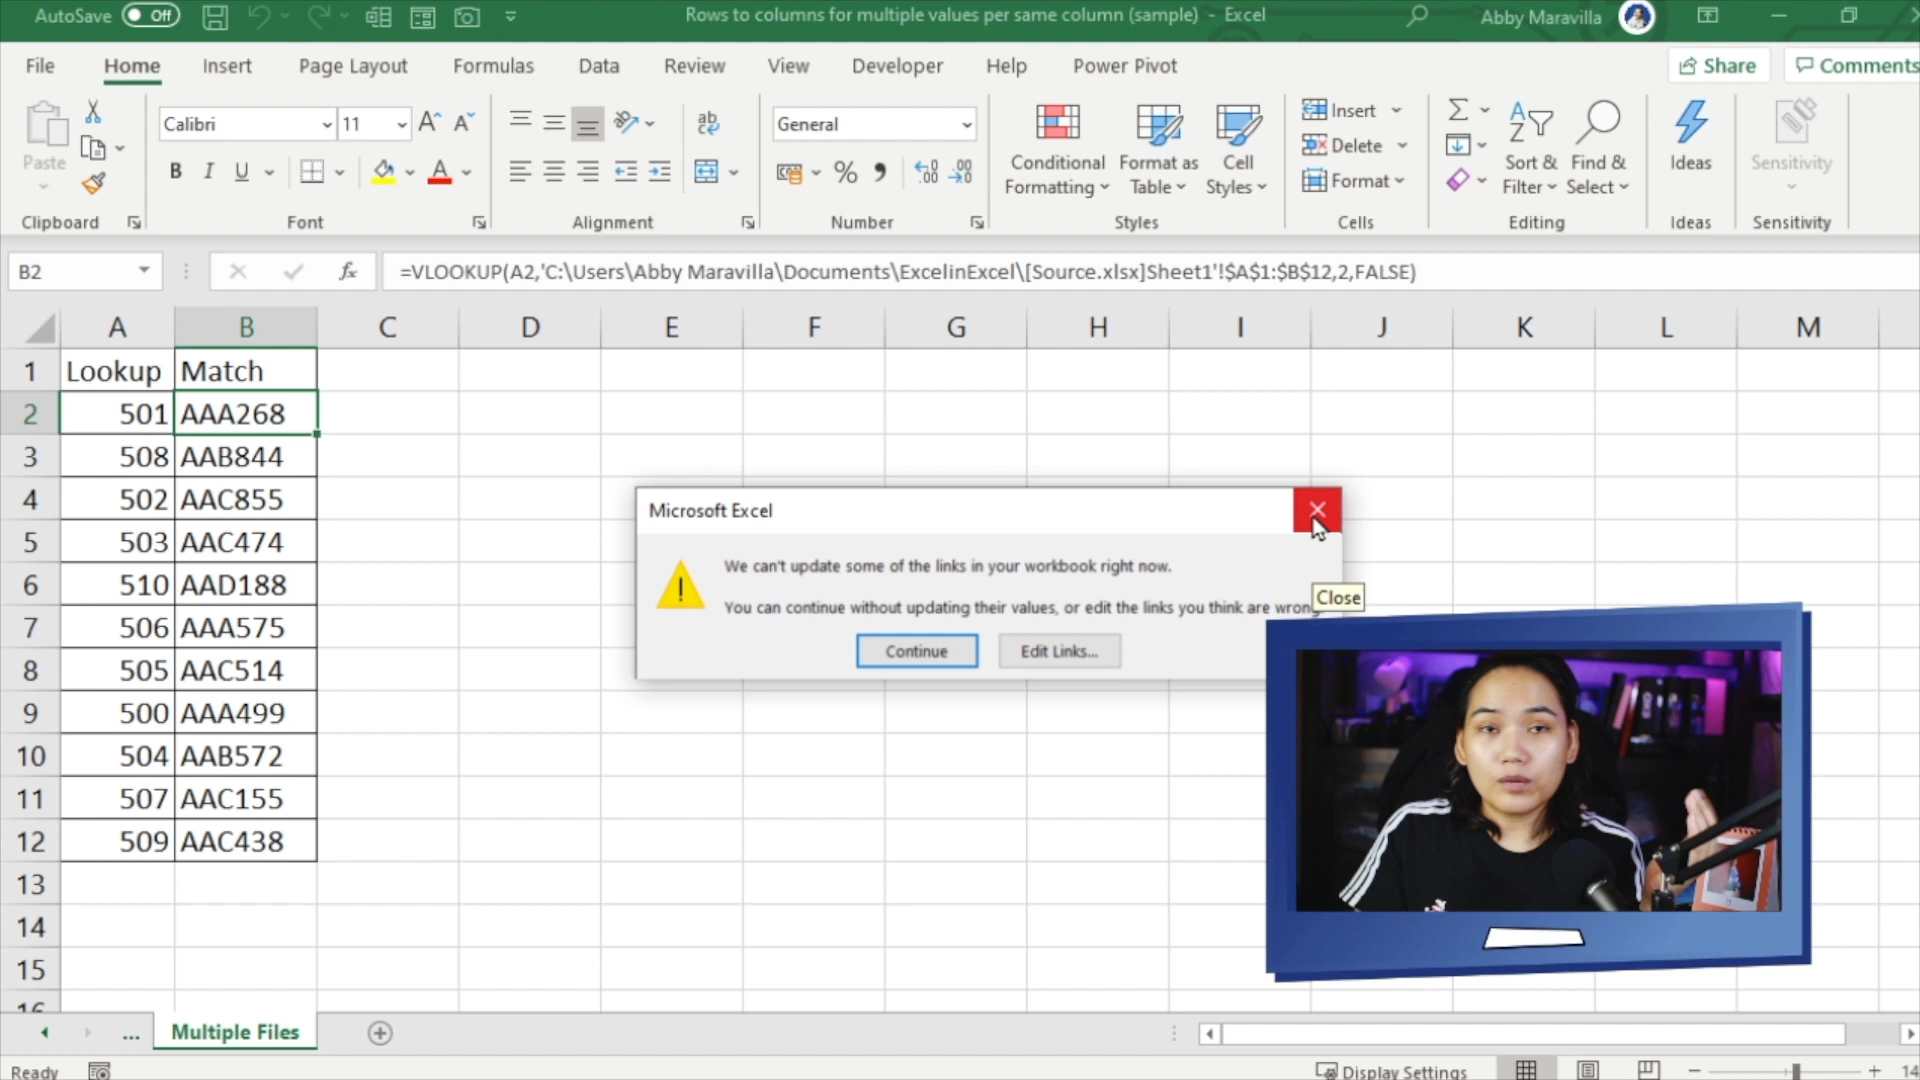 AutoSave Off
Rows to columns for multiple values per same column (sample) - Excel
Abby Maravilla
File Home Insert Page Layout Formulas Data Review View Developer Help Power Pivot
Share Comments
Paste
Clipboard
Calibri 11
B I U
Font
ab
Alignment
General
% 9
Number
Conditional Formatting
Format as Table
Cell Styles
Styles
Insert
Delete
Format
Cells
Sort & Filter
Find & Select
Editing
Ideas
Ideas
Sensitivity
Sensitivity
B2
fx
=VLOOKUP(A2,'C:\Users\Abby Maravilla\Documents\ExcelinExcel\[Source.xlsx]Sheet1'!$A$1:$B$12,2,FALSE)
A B C D E F G H I J K L M
1 Lookup Match
2 501 AAA268
3 508 AAB844
4 502 AAC855
5 503 AAC474
6 510 AAD188
7 506 AAA575
8 505 AAC514
9 500 AAA499
10 504 AAB572
11 507 AAC155
12 509 AAC438
13
14
15
16
Microsoft Excel
We can't update some of the links in your workbook right now.
You can continue without updating their values, or edit the links you think are wrong.
Close
Continue Edit Links...
... Multiple Files
Ready
Display Settings
14